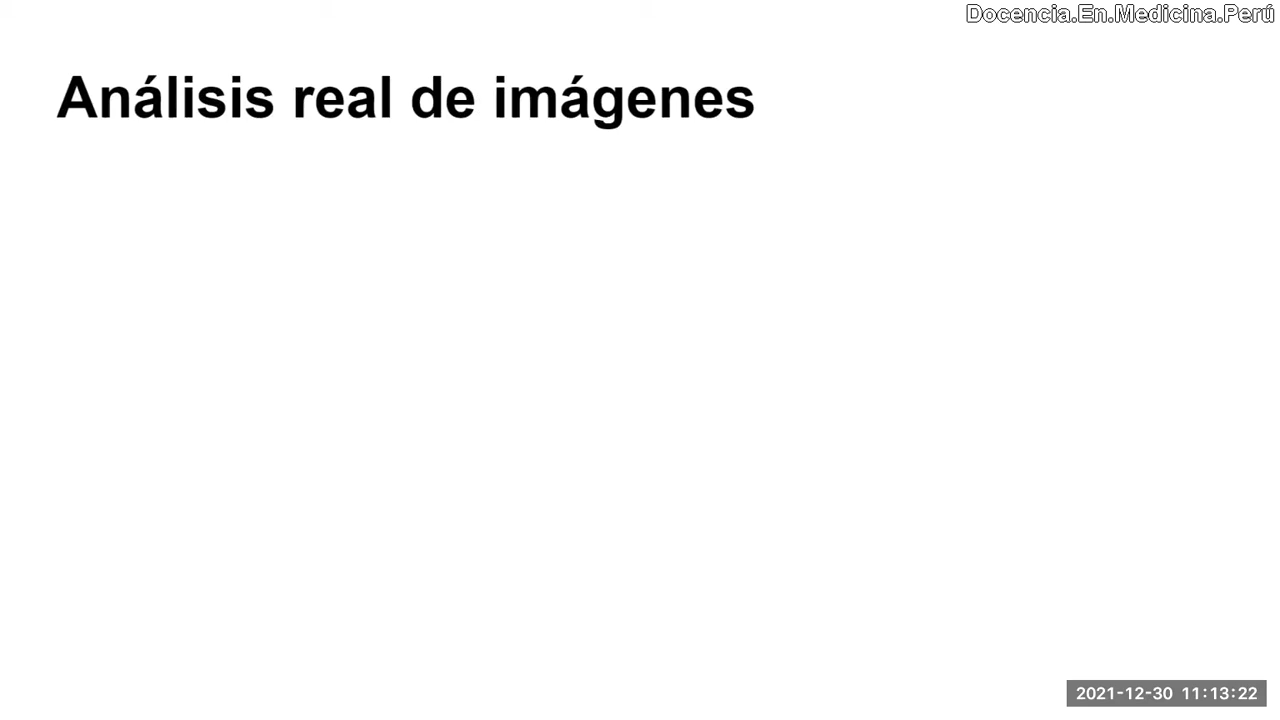 Docencia.En.Medicina.Perú
Análisis real de imágenes
2021-12-30 11:13:22